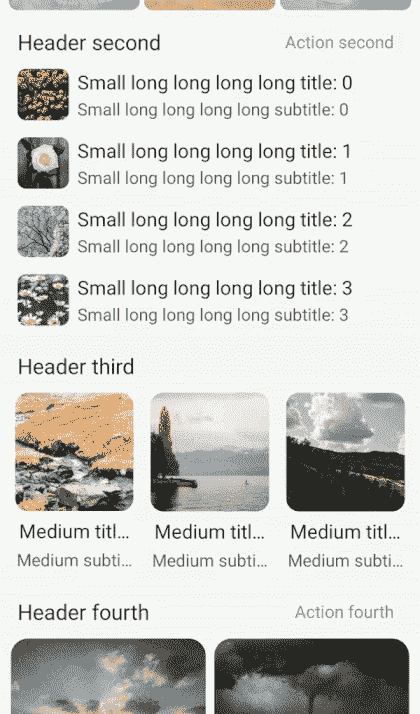 Header second
Action second
Small long long long long title: 0
Small long long long long subtitle: 0
Small long long long long title: 1
Small long long long long subtitle: 1
Small long long long long title: 2
Small long long long long subtitle: 2
Small long long long long title: 3
Small long long long long subtitle: 3
Header third
Medium titl...
Medium titl...
Medium titl...
Medium subti...
Medium subti...
Medium subti...
Header fourth
Action fourth